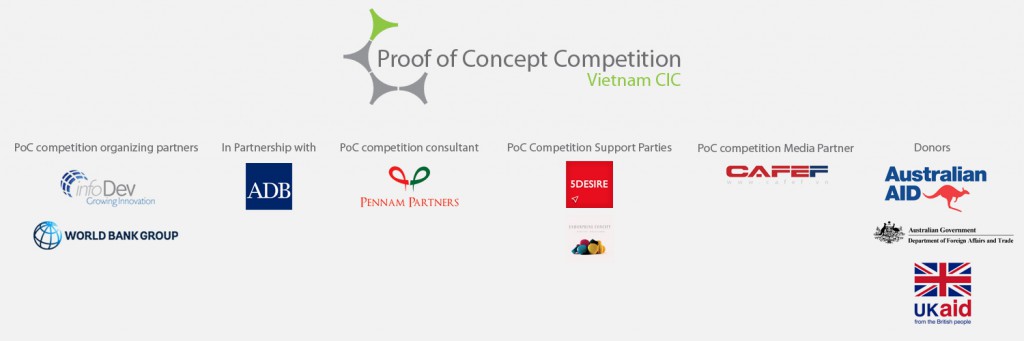 Proof of Concept Competition
Vietnam CIC
PoC competition organizing partners
infoDev
Growing Innovation
WORLD BANK GROUP
In Partnership with
ADB
PoC competition consultant
PENNAM PARTNERS
PoC Competition Support Parties
5DESIRE
PoC competition Media Partner
CAFEF
Donors
Australian
AID
Australian Government
Department of Foreign Affairs and Trade
UKaid
from the British people